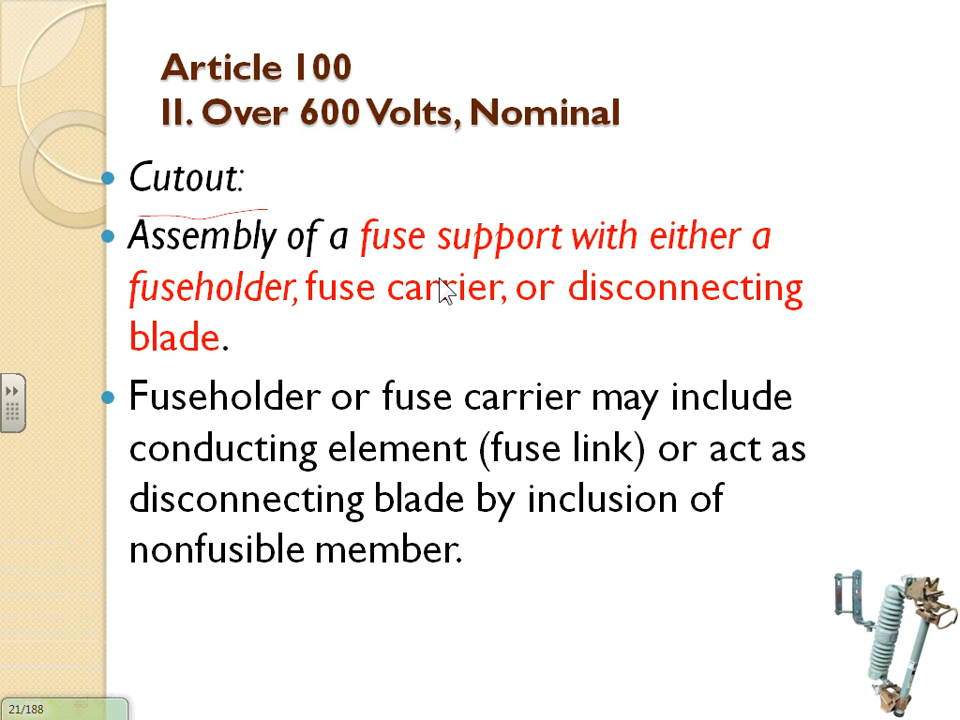 Article 100
II. Over 600 Volts, Nominal
Cutout:
Assembly of a fuse support with either a
fuseholder, fuse carrier, or disconnecting
blade.
Fuseholder or fuse carrier may include
conducting element (fuse link) or act as
disconnecting blade by inclusion of
nonfusible member.
21/188